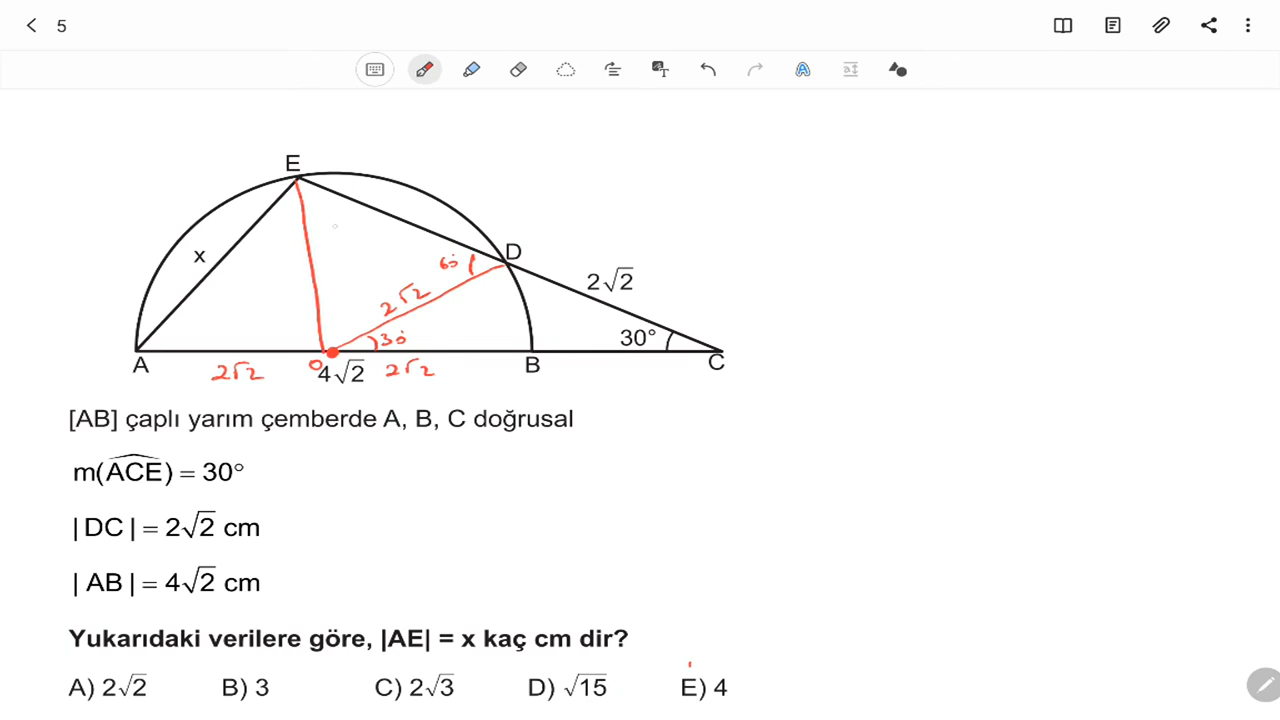 5
E
x
D
2√2
60°
2√2
30°
30°
A
O
B
C
2√2
4√2
2√2
[AB] çaplı yarım çemberde A, B, C doğrusal
m(ACE) = 30°
|DC| = 2√2 cm
|AB| = 4√2 cm
Yukarıdaki verilere göre, |AE| = x kaç cm dir?
A) 2√2 B) 3 C) 2√3 D) √15 E) 4